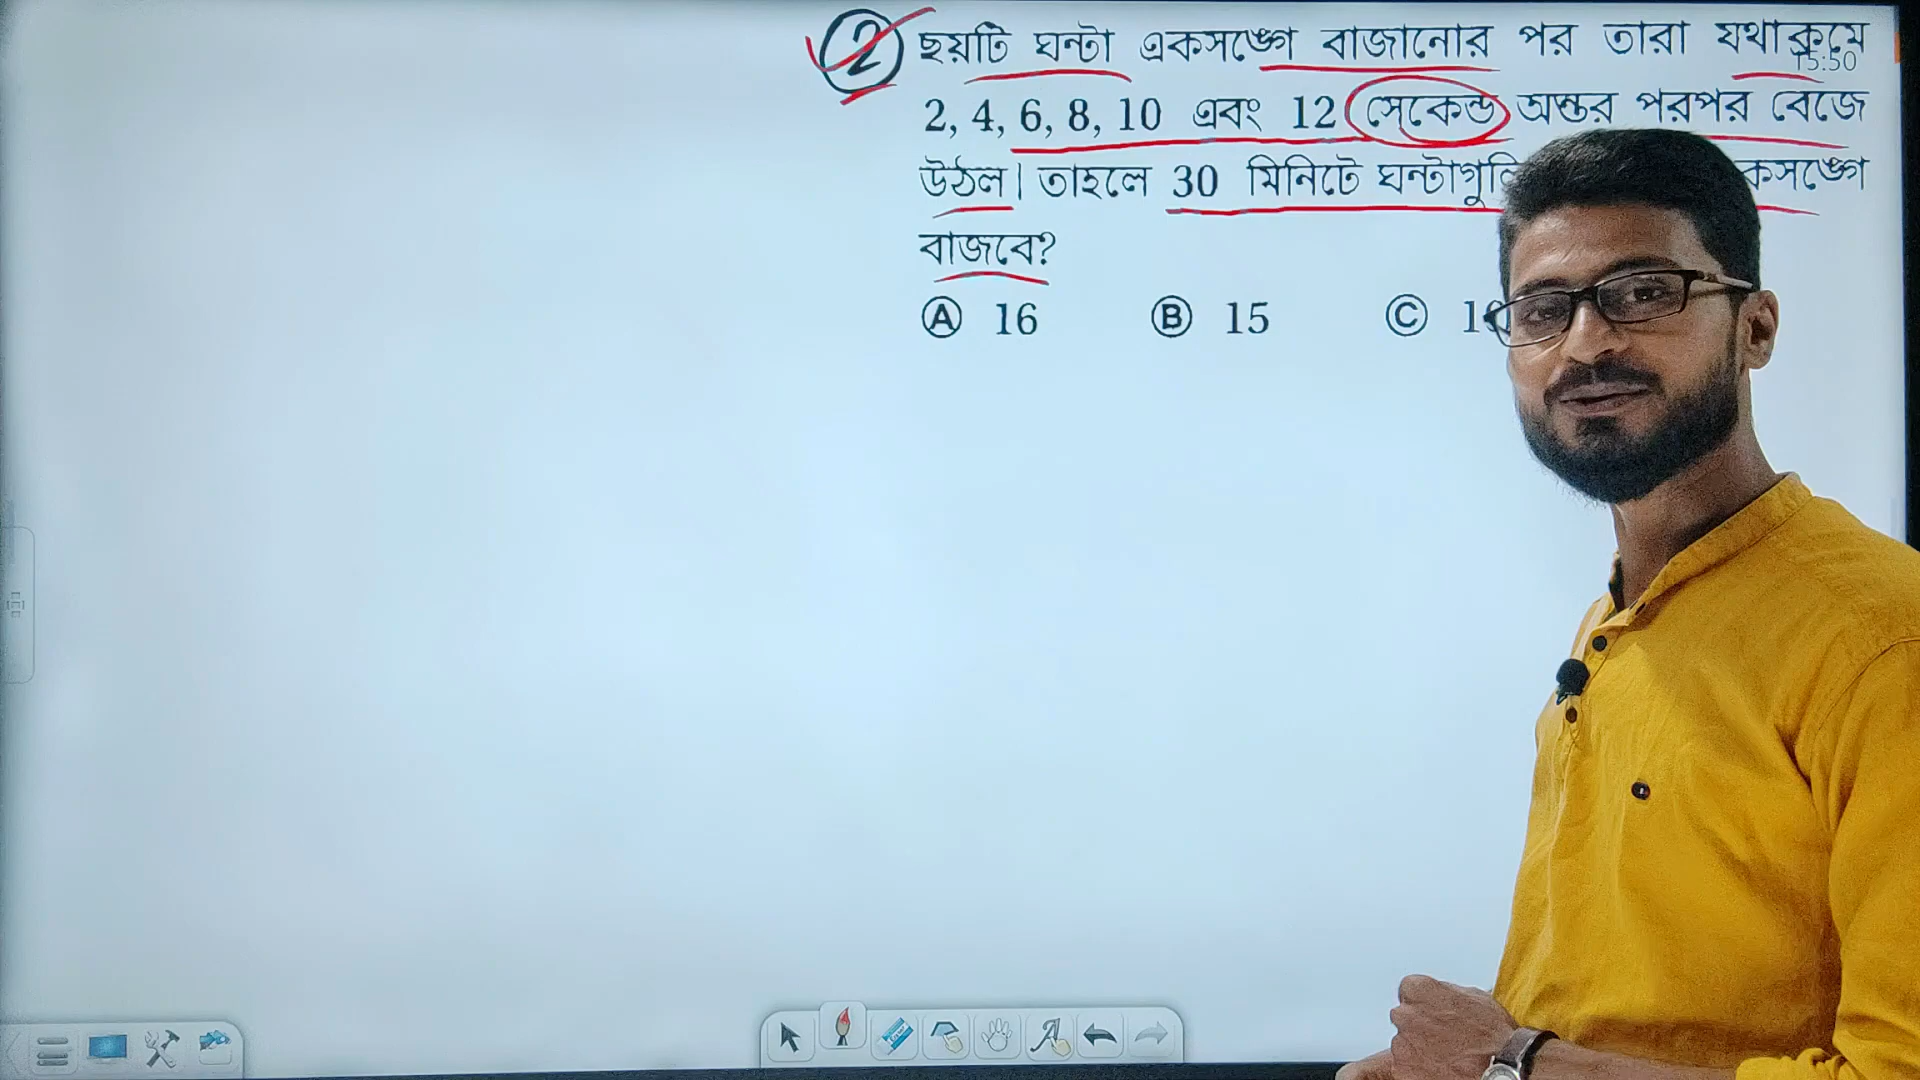 2 ছয়টি ঘন্টা একসঙ্গে বাজানোর পর তারা যথাক্রমে
15:50
2, 4, 6, 8, 10 এবং 12 সেকেন্ড অন্তর পরপর বেজে
উঠল। তাহলে 30 মিনিটে
বাজবে?
A 16 B 15 C